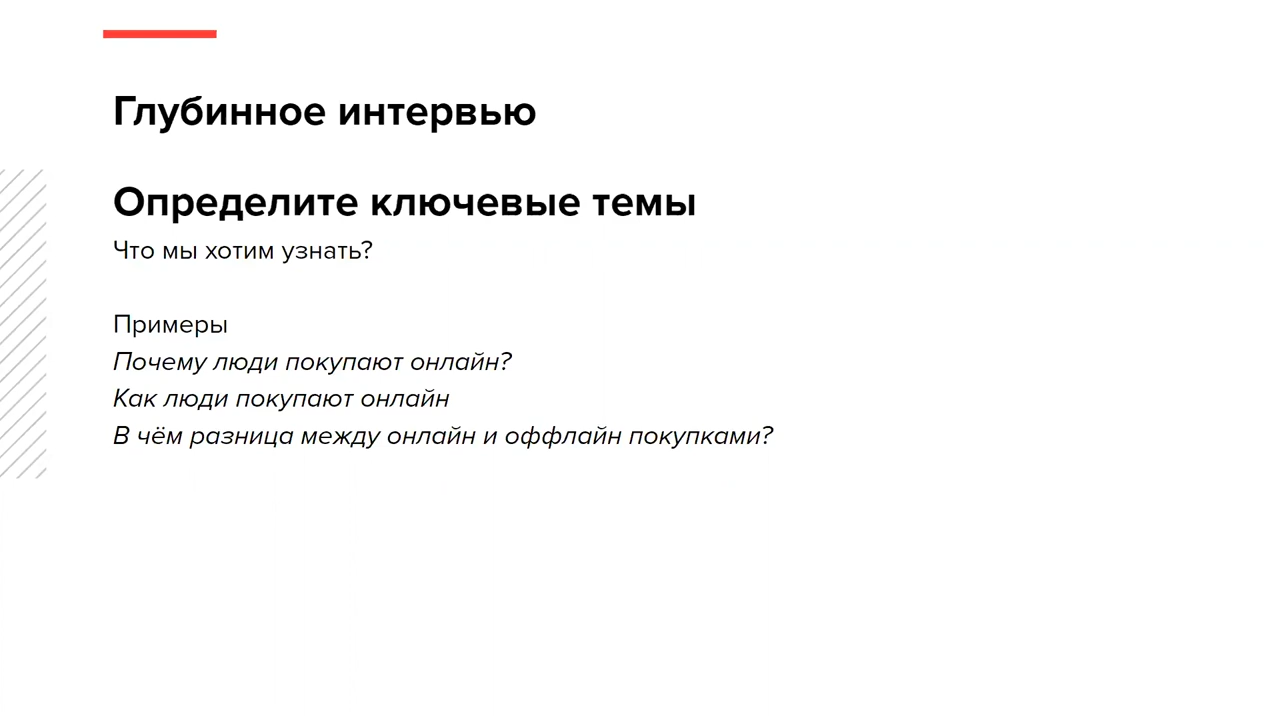 Глубинное интервью
Определите ключевые темы
Что мы хотим узнать?
Примеры
Почему люди покупают онлайн?
Как люди покупают онлайн
В чём разница между онлайн и оффлайн покупками?